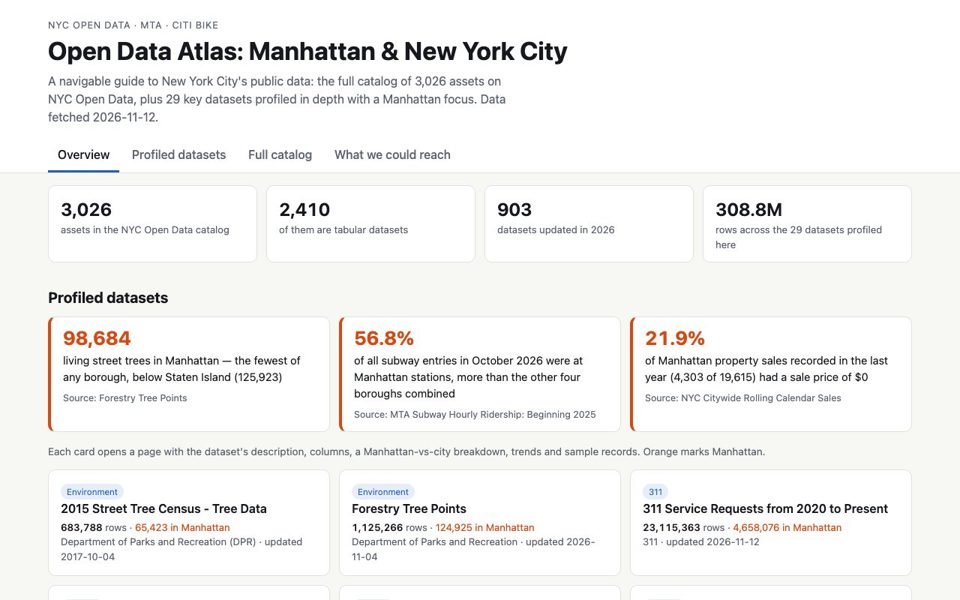 NYC OPEN DATA · MTA · CITI BIKE
Open Data Atlas: Manhattan & New York City
A navigable guide to New York City's public data: the full catalog of 3,026 assets on
NYC Open Data, plus 29 key datasets profiled in depth with a Manhattan focus. Data
fetched 2026-11-12.
Overview
Profiled datasets
Full catalog
What we could reach
3,026
assets in the NYC Open Data catalog
2,410
of them are tabular datasets
903
datasets updated in 2026
308.8M
rows across the 29 datasets profiled
here
Profiled datasets
98,684
living street trees in Manhattan — the fewest of
any borough, below Staten Island (125,923)
Source: Forestry Tree Points
56.8%
of all subway entries in October 2026 were at
Manhattan stations, more than the other four
boroughs combined
Source: MTA Subway Hourly Ridership: Beginning 2025
21.9%
of Manhattan property sales recorded in the last
year (4,303 of 19,615) had a sale price of $0
Source: NYC Citywide Rolling Calendar Sales
Each card opens a page with the dataset's description, columns, a Manhattan-vs-city breakdown, trends and sample records. Orange marks Manhattan.
Environment
2015 Street Tree Census - Tree Data
683,788 rows · 65,423 in Manhattan
Department of Parks and Recreation (DPR) · updated
2017-10-04
Environment
Forestry Tree Points
1,125,266 rows · 124,925 in Manhattan
Department of Parks and Recreation · updated 2026-
11-04
311
311 Service Requests from 2020 to Present
23,115,363 rows · 4,658,076 in Manhattan
311 · updated 2026-11-12